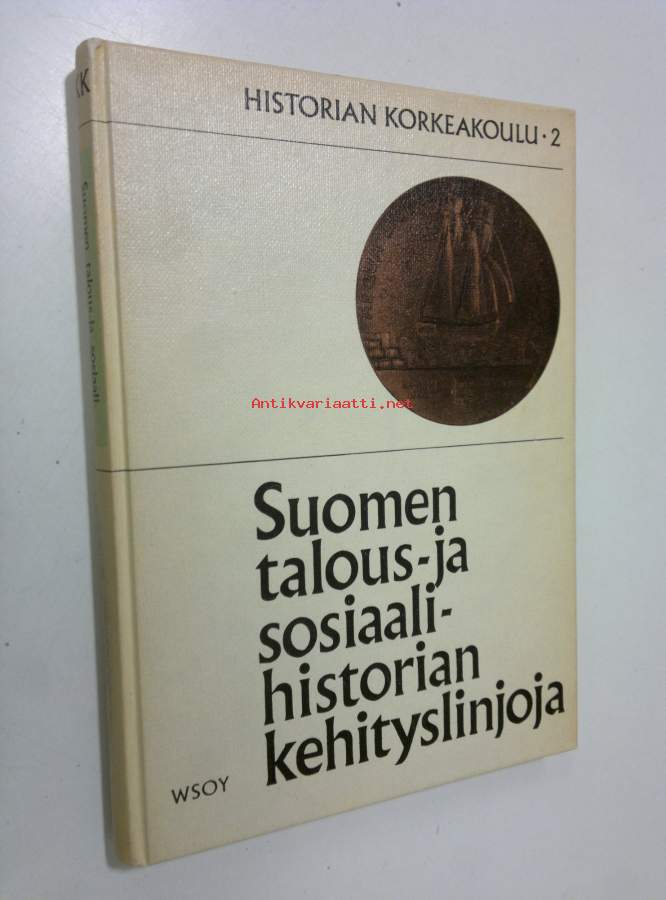 HISTORIAN KORKEAKOULU · 2
Antikvariaatti.net
Suomen
talous- ja
sosiaali-
historian
kehityslinjoja
WSOY
Suomen talous-ja sosiaali